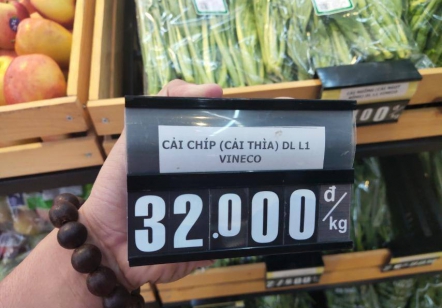 CẢI CHÍP (CẢI THÌA) DL L1
VINECO
32.000 đ/kg